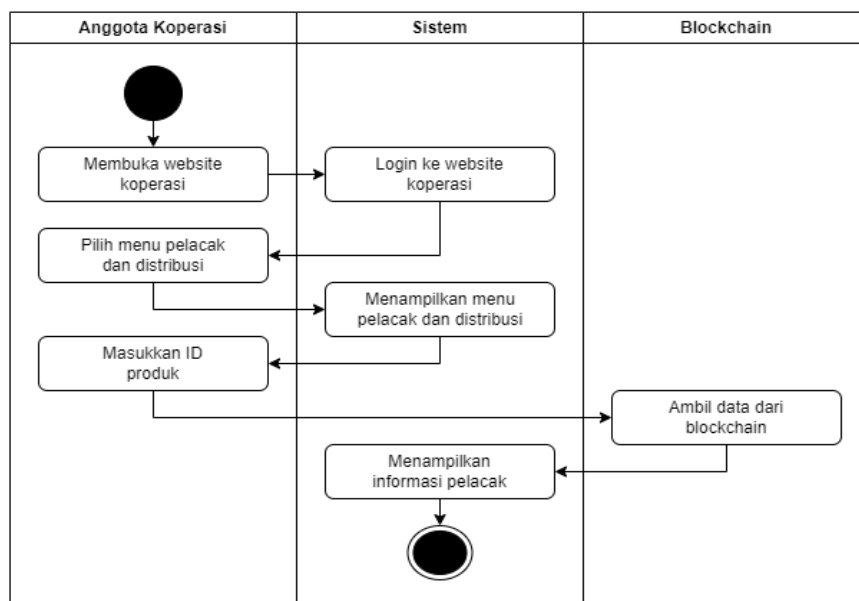 Anggota Koperasi
Sistem
Blockchain
Membuka website
koperasi
Login ke website
koperasi
Pilih menu pelacak
dan distribusi
Menampilkan menu
pelacak dan distribusi
Masukkan ID
produk
Ambil data dari
blockchain
Menampilkan
informasi pelacak